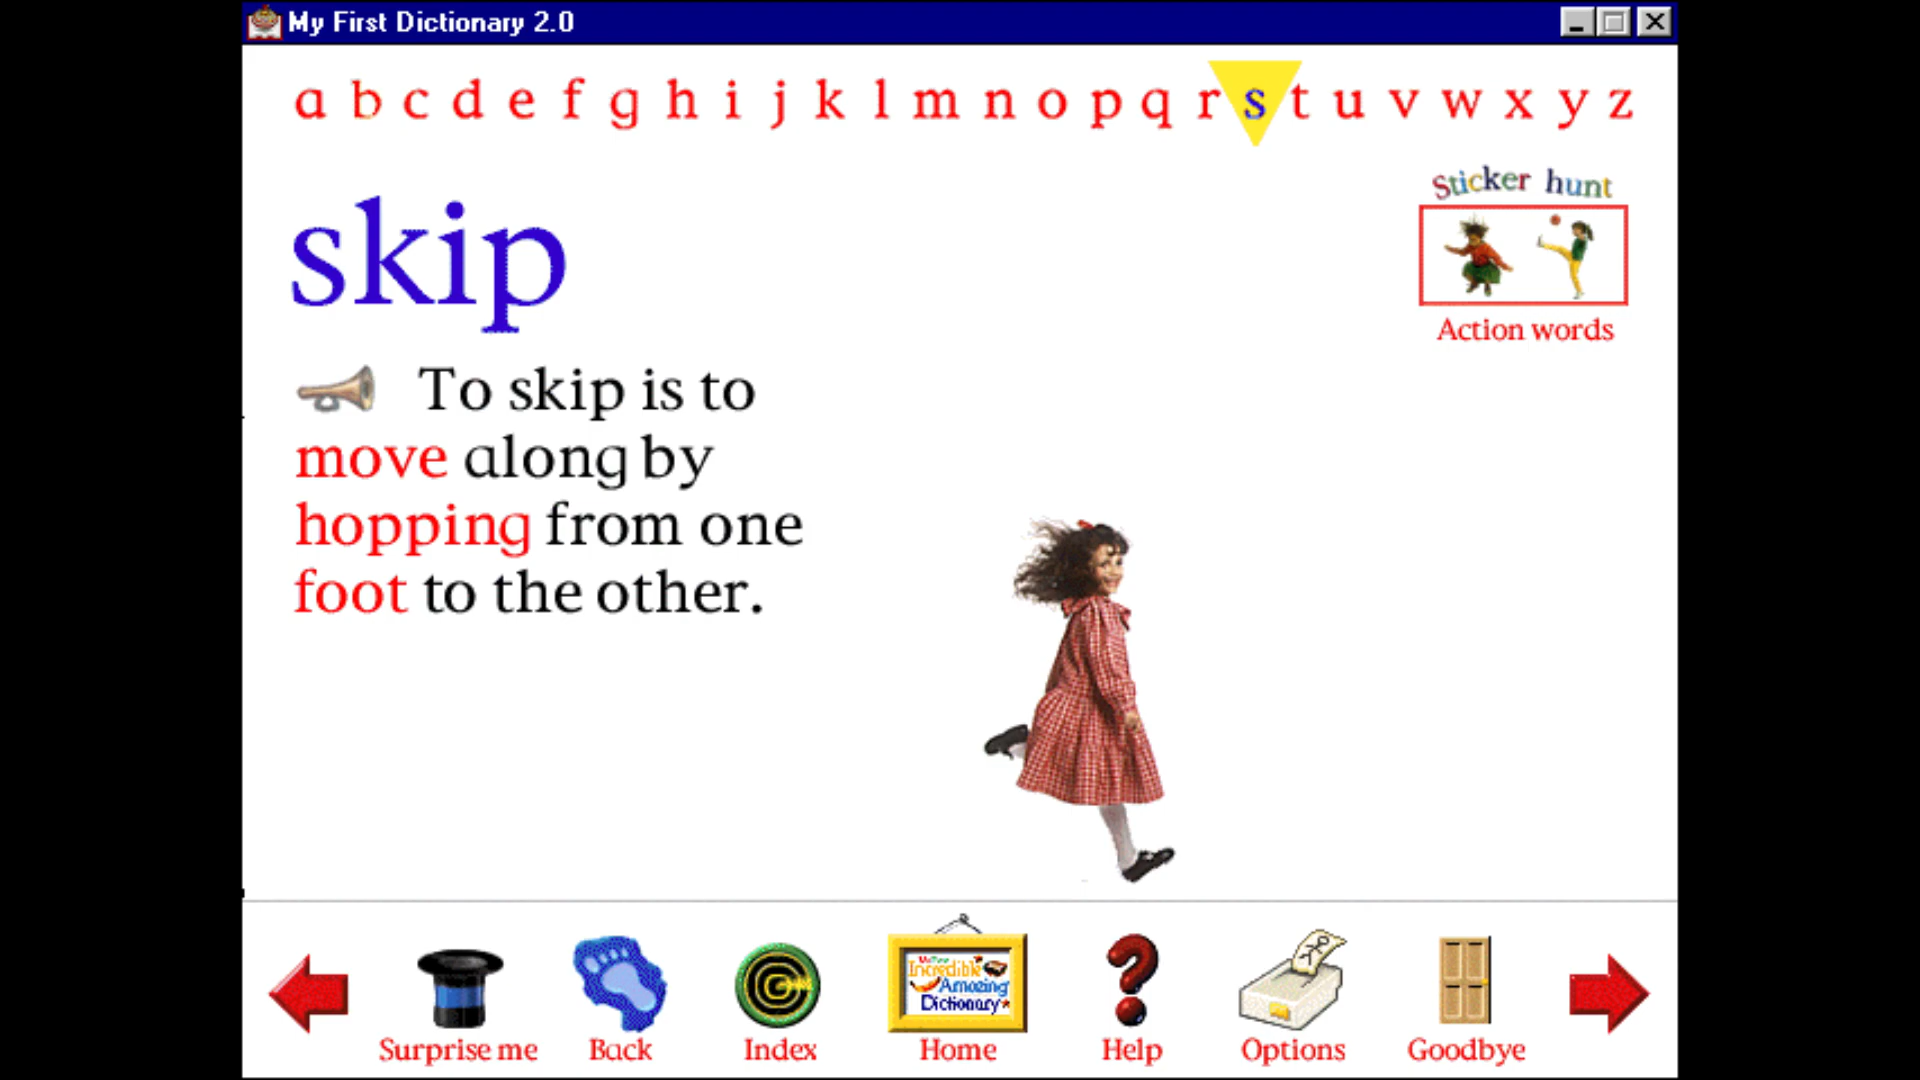 My First Dictionary 2.0
a b c d e f g h i j k l m n o p q r s t u v w x y z
Sticker hunt
Action words
skip
To skip is to
move along by
hopping from one
foot to the other.
Incredible
Amazing
Dictionary
Surprise me
Back
Index
Home
Help
Options
Goodbye